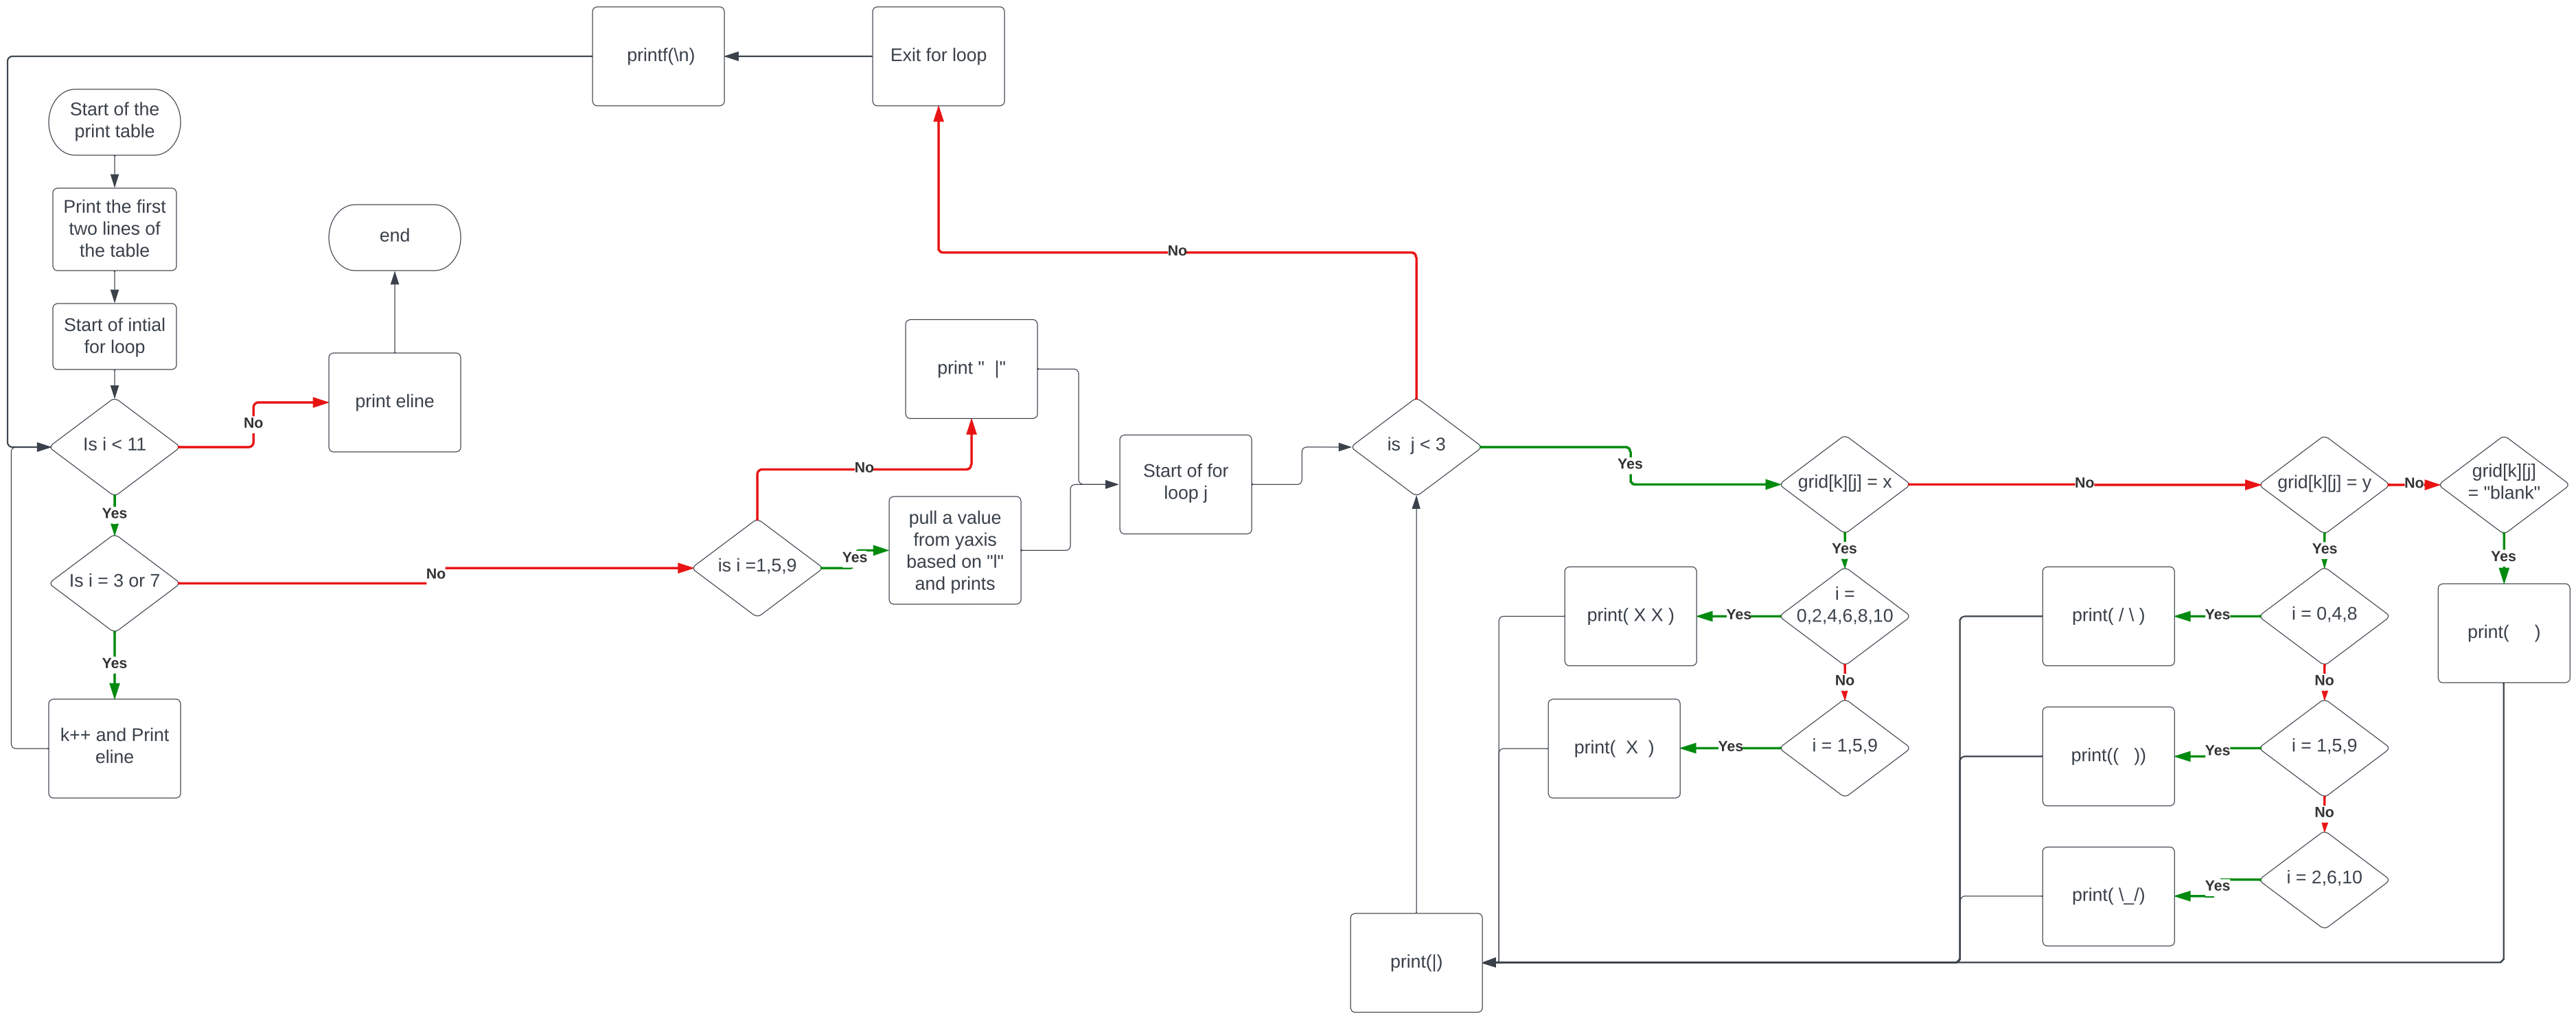 printf(\n)
Exit for loop
Start of the
print table
Print the first
two lines of
the table
end
Start of intial
for loop
print eline
print "  |"
Is i < 11
No
Yes
Is i = 3 or 7
No
Yes
k++ and Print
eline
is i =1,5,9
No
Yes
pull a value
from yaxis
based on "l"
and prints
Start of for
loop j
is  j < 3
No
Yes
grid[k][j] = x
No
Yes
i =
0,2,4,6,8,10
Yes
print( X X )
No
i = 1,5,9
Yes
print(  X  )
grid[k][j] = y
No
Yes
i = 0,4,8
Yes
print( / \ )
No
i = 1,5,9
Yes
print((   ))
No
i = 2,6,10
Yes
print( \_/)
grid[k][j]
= "blank"
Yes
print(     )
print(|)